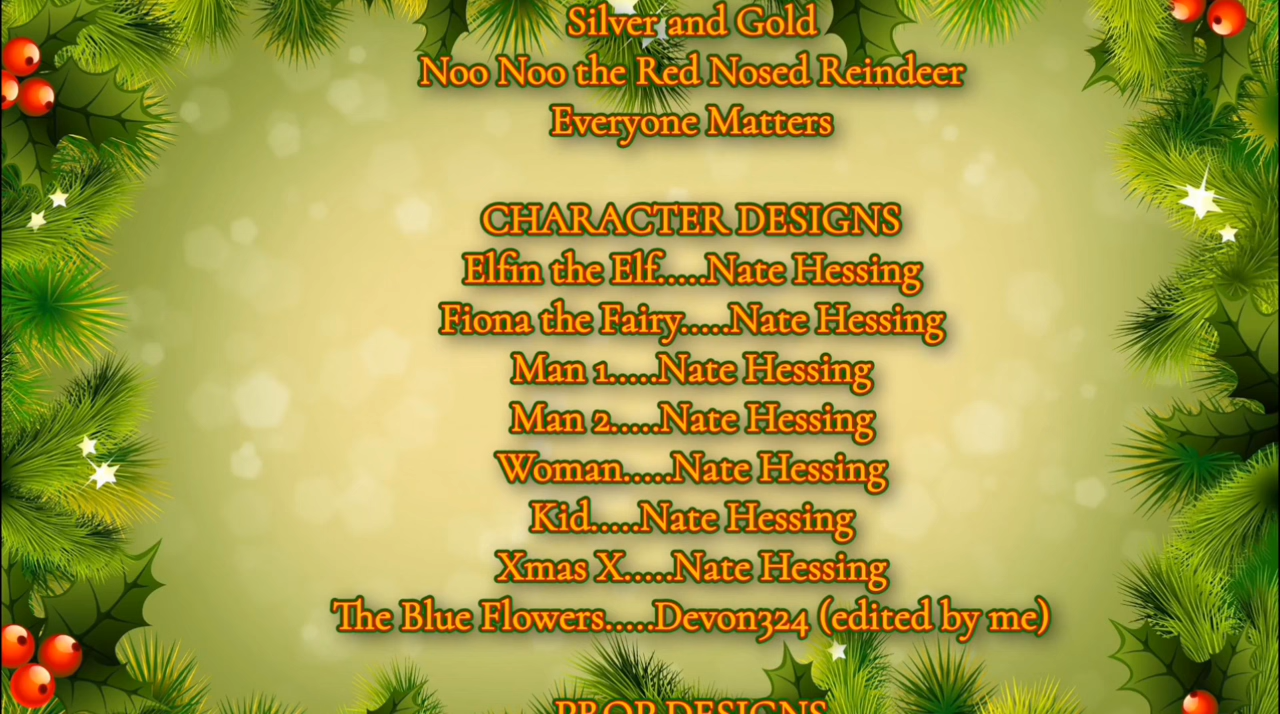 Silver and Gold
Noo Noo the Red Nosed Reindeer
Everyone Matters
CHARACTER DESIGNS
Elfin the Elf.....Nate Hessing
Fiona the Fairy.....Nate Hessing
Man 1.....Nate Hessing
Man 2.....Nate Hessing
Woman.....Nate Hessing
Kid.....Nate Hessing
Xmas X.....Nate Hessing
The Blue Flowers.....Devon324 (edited by me)
PROP DESIGNS